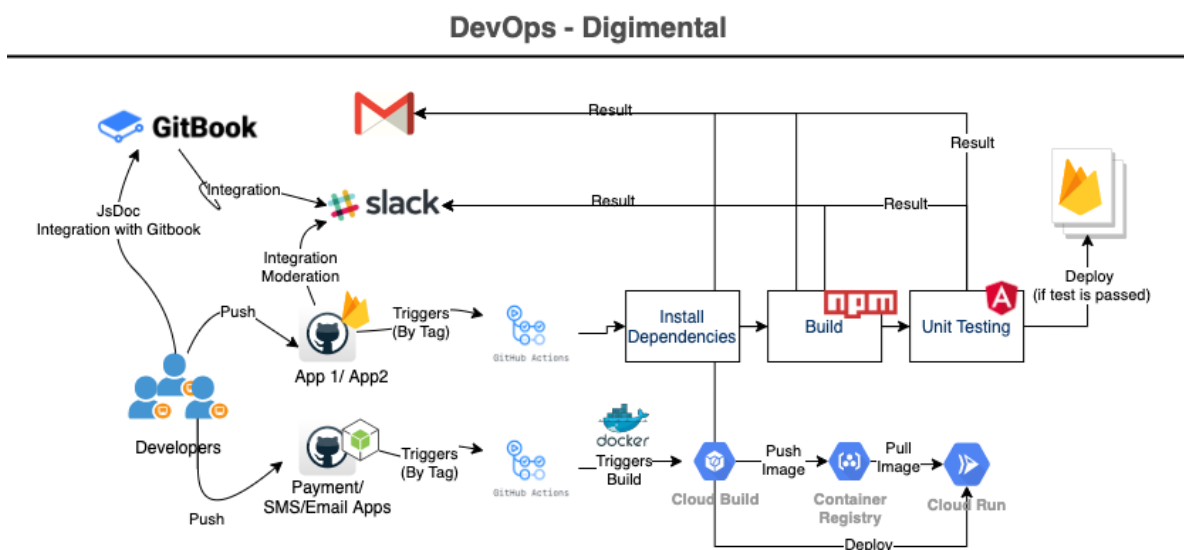 DevOps - Digimental
GitBook
Result
Result
Integration
slack
JsDoc
Integration with Gitbook
Result
Result
Integration
Moderation
Deploy
(if test is passed)
Push
Triggers
(By Tag)
GitHub Actions
Install
Dependencies
npm
Build
Unit Testing
App 1/ App2
Developers
docker
Triggers
(By Tag)
GitHub Actions
Triggers
Build
Push
Image
Pull
Image
Payment/
SMS/Email Apps
Cloud Build
Container
Registry
Cloud Run
Push
Deploy